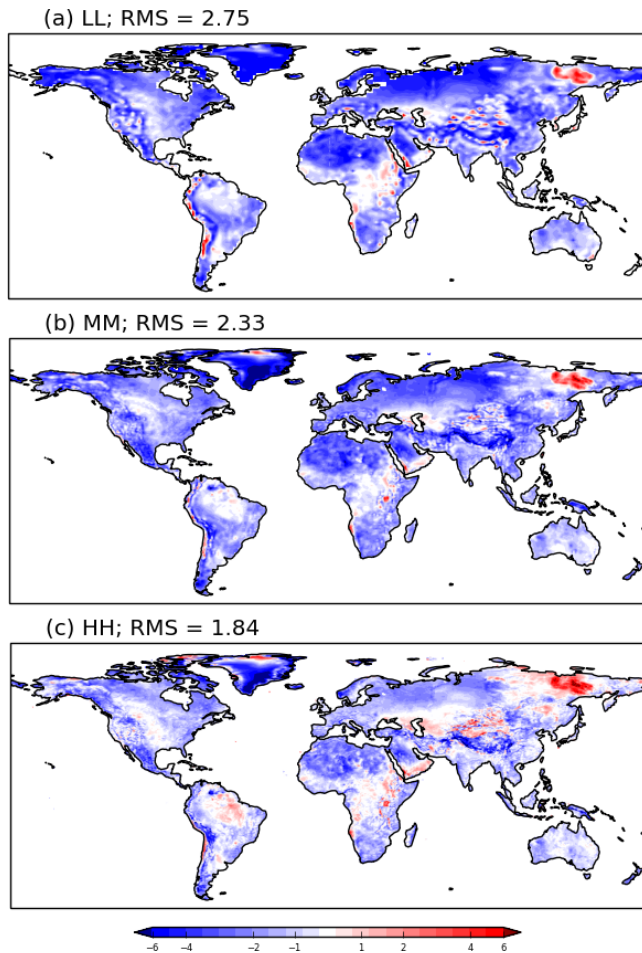 (a) LL; RMS = 2.75
(b) MM; RMS = 2.33
(c) HH; RMS = 1.84
−6 −4 −2 −1 1 2 4 6